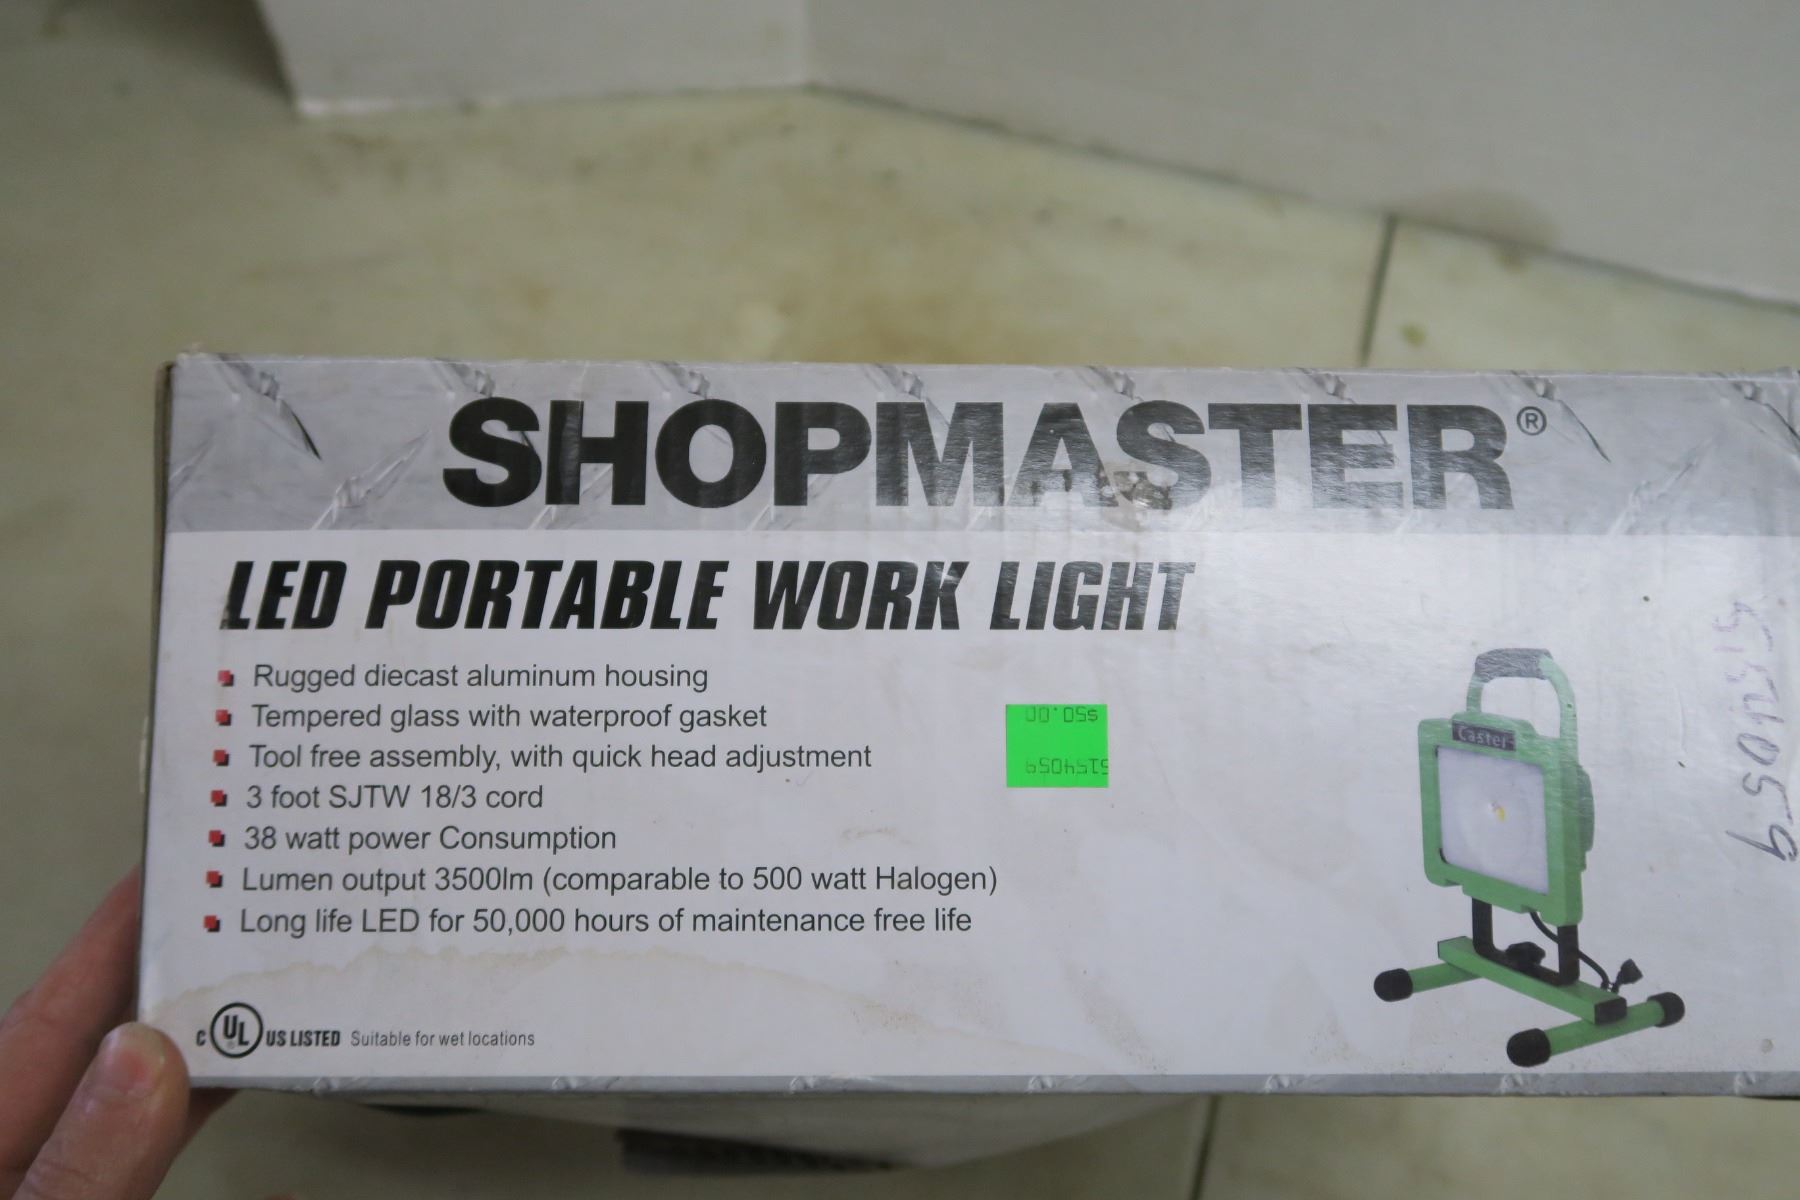 SHOPMASTER®
LED PORTABLE WORK LIGHT
Rugged diecast aluminum housing
Tempered glass with waterproof gasket
Tool free assembly, with quick head adjustment
3 foot SJTW 18/3 cord
38 watt power Consumption
Lumen output 3500lm (comparable to 500 watt Halogen)
Long life LED for 50,000 hours of maintenance free life
$50.00
5154059
Castel
C UL® US LISTED Suitable for wet locations